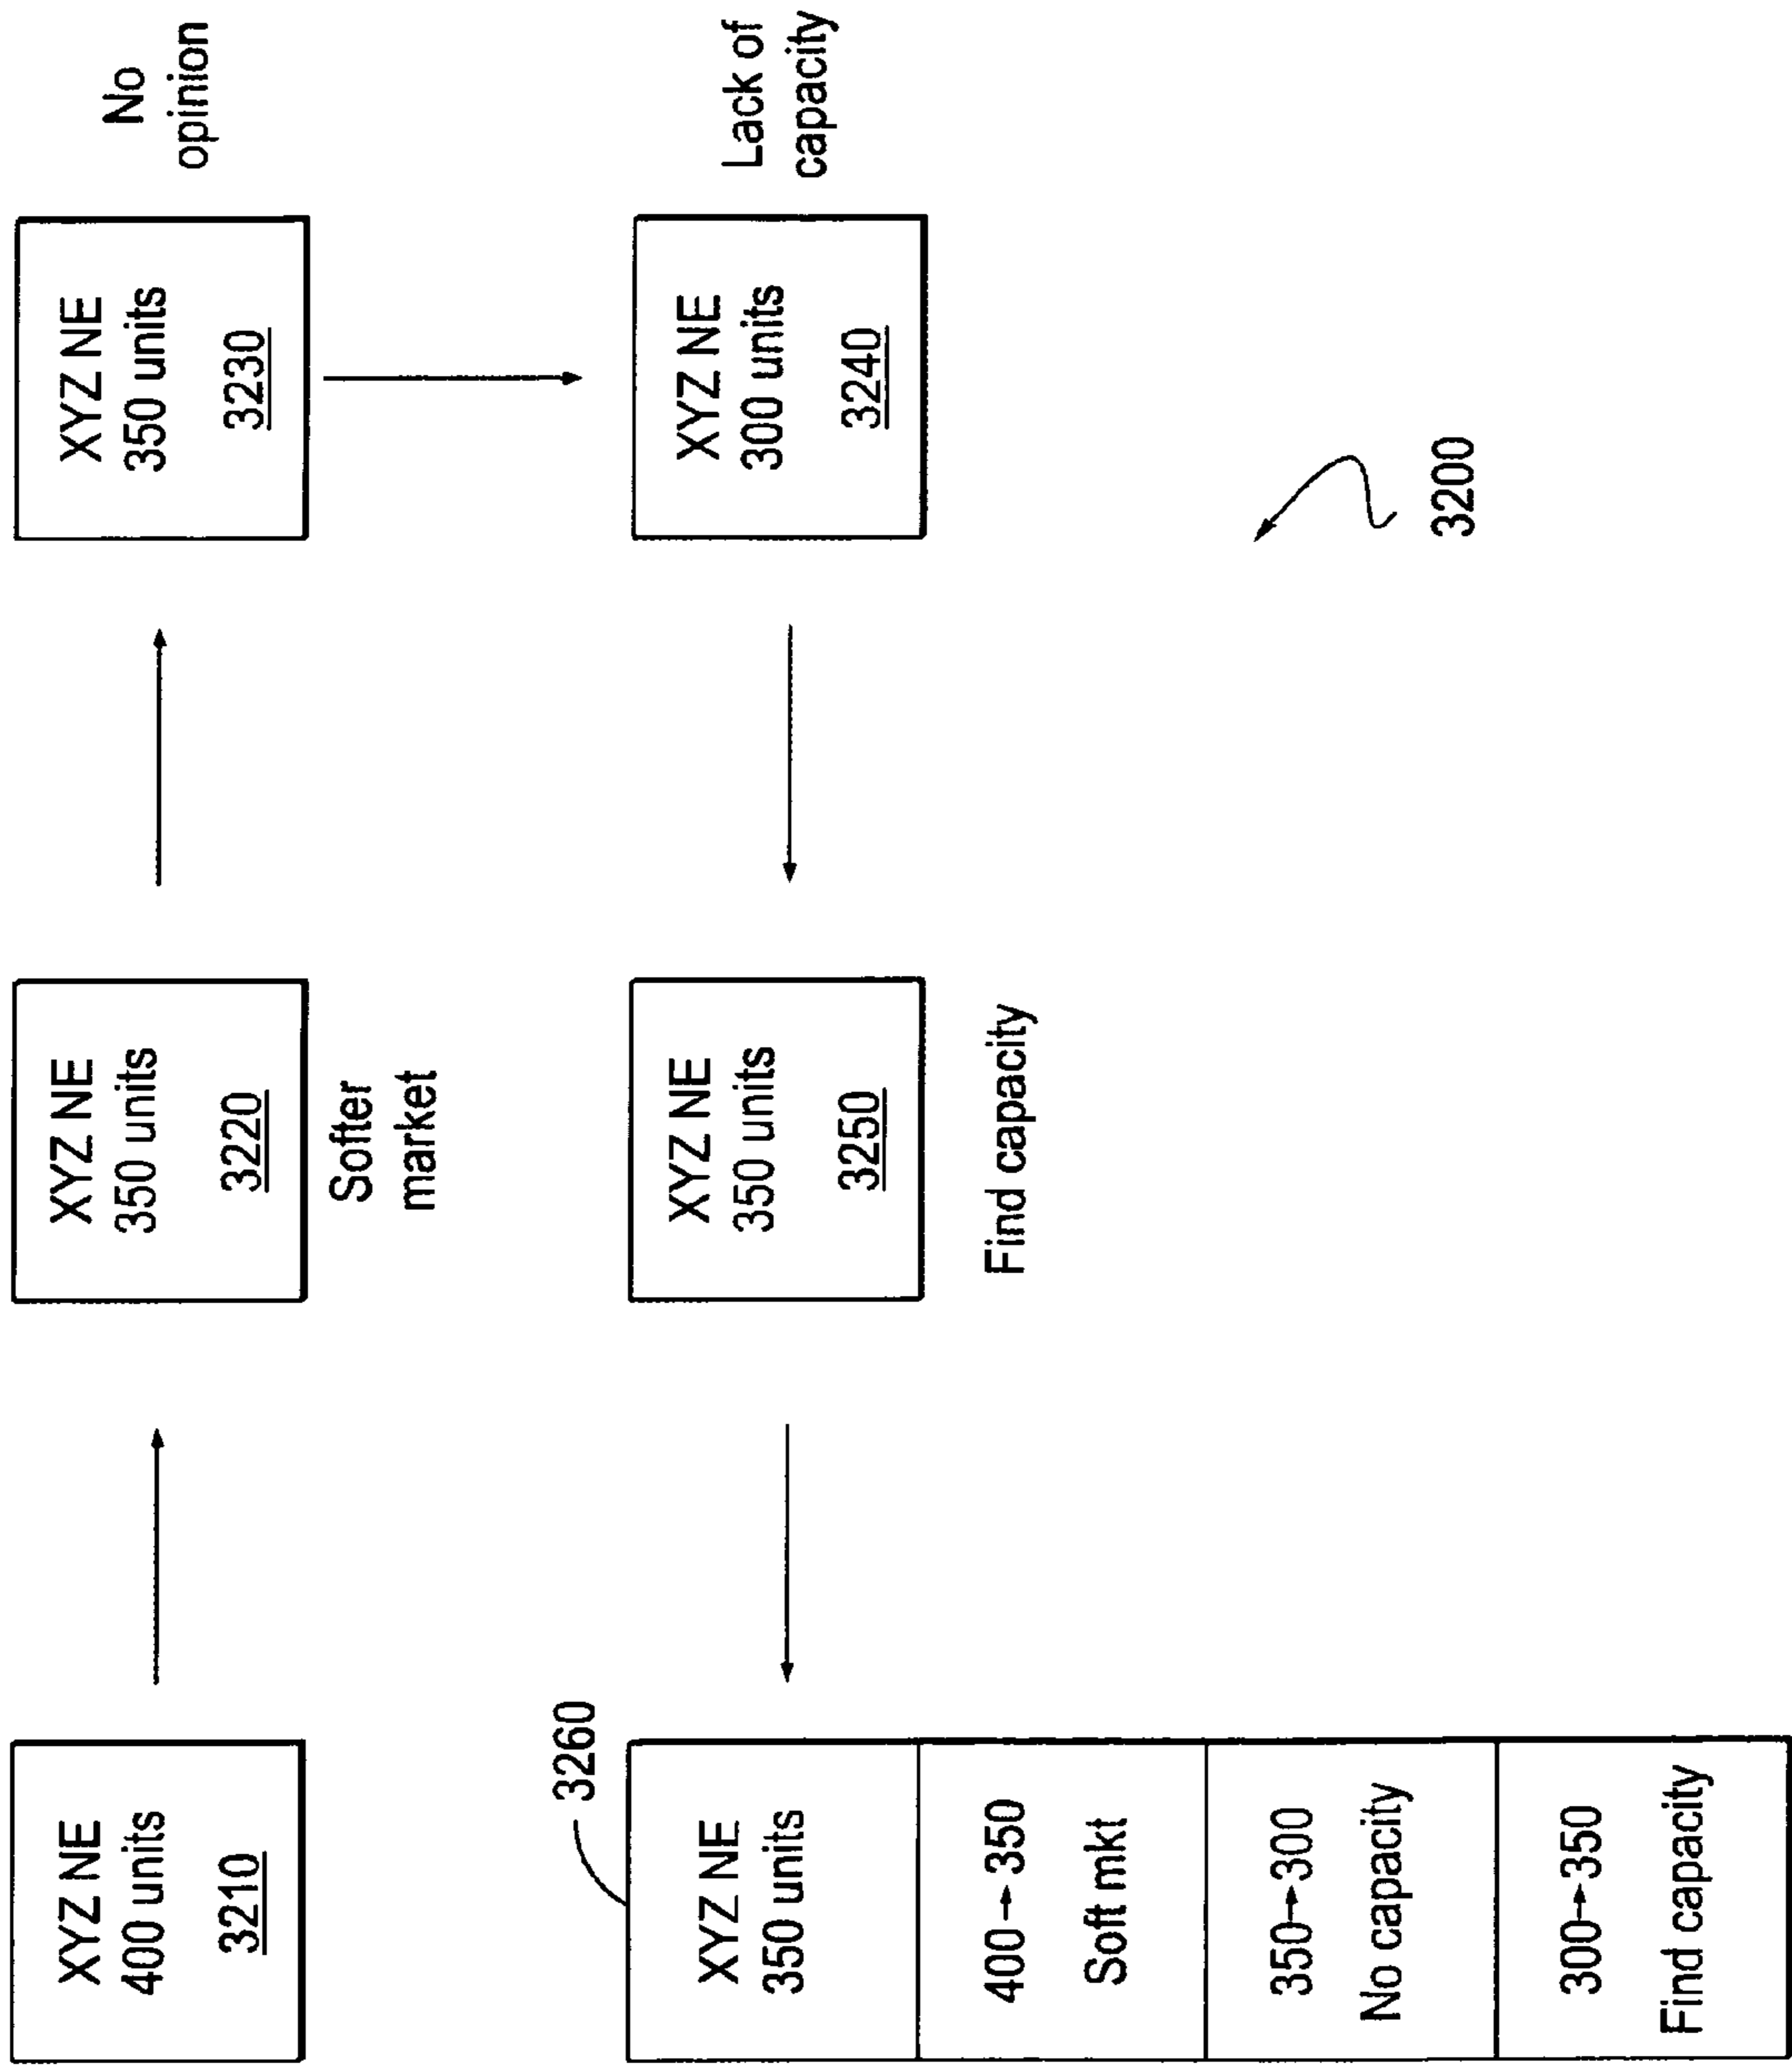 XYZ NE
400 units
3210
XYZ NE
350 units
3220
Softer
market
XYZ NE
350 units
3230
No
opinion
XYZ NE
300 units
3240
Lack of
capacity
XYZ NE
350 units
3250
Find capacity
3260
XYZ NE
350 units
400→350
Soft mkt
350→300
No capacity
300→350
Find capacity
3200